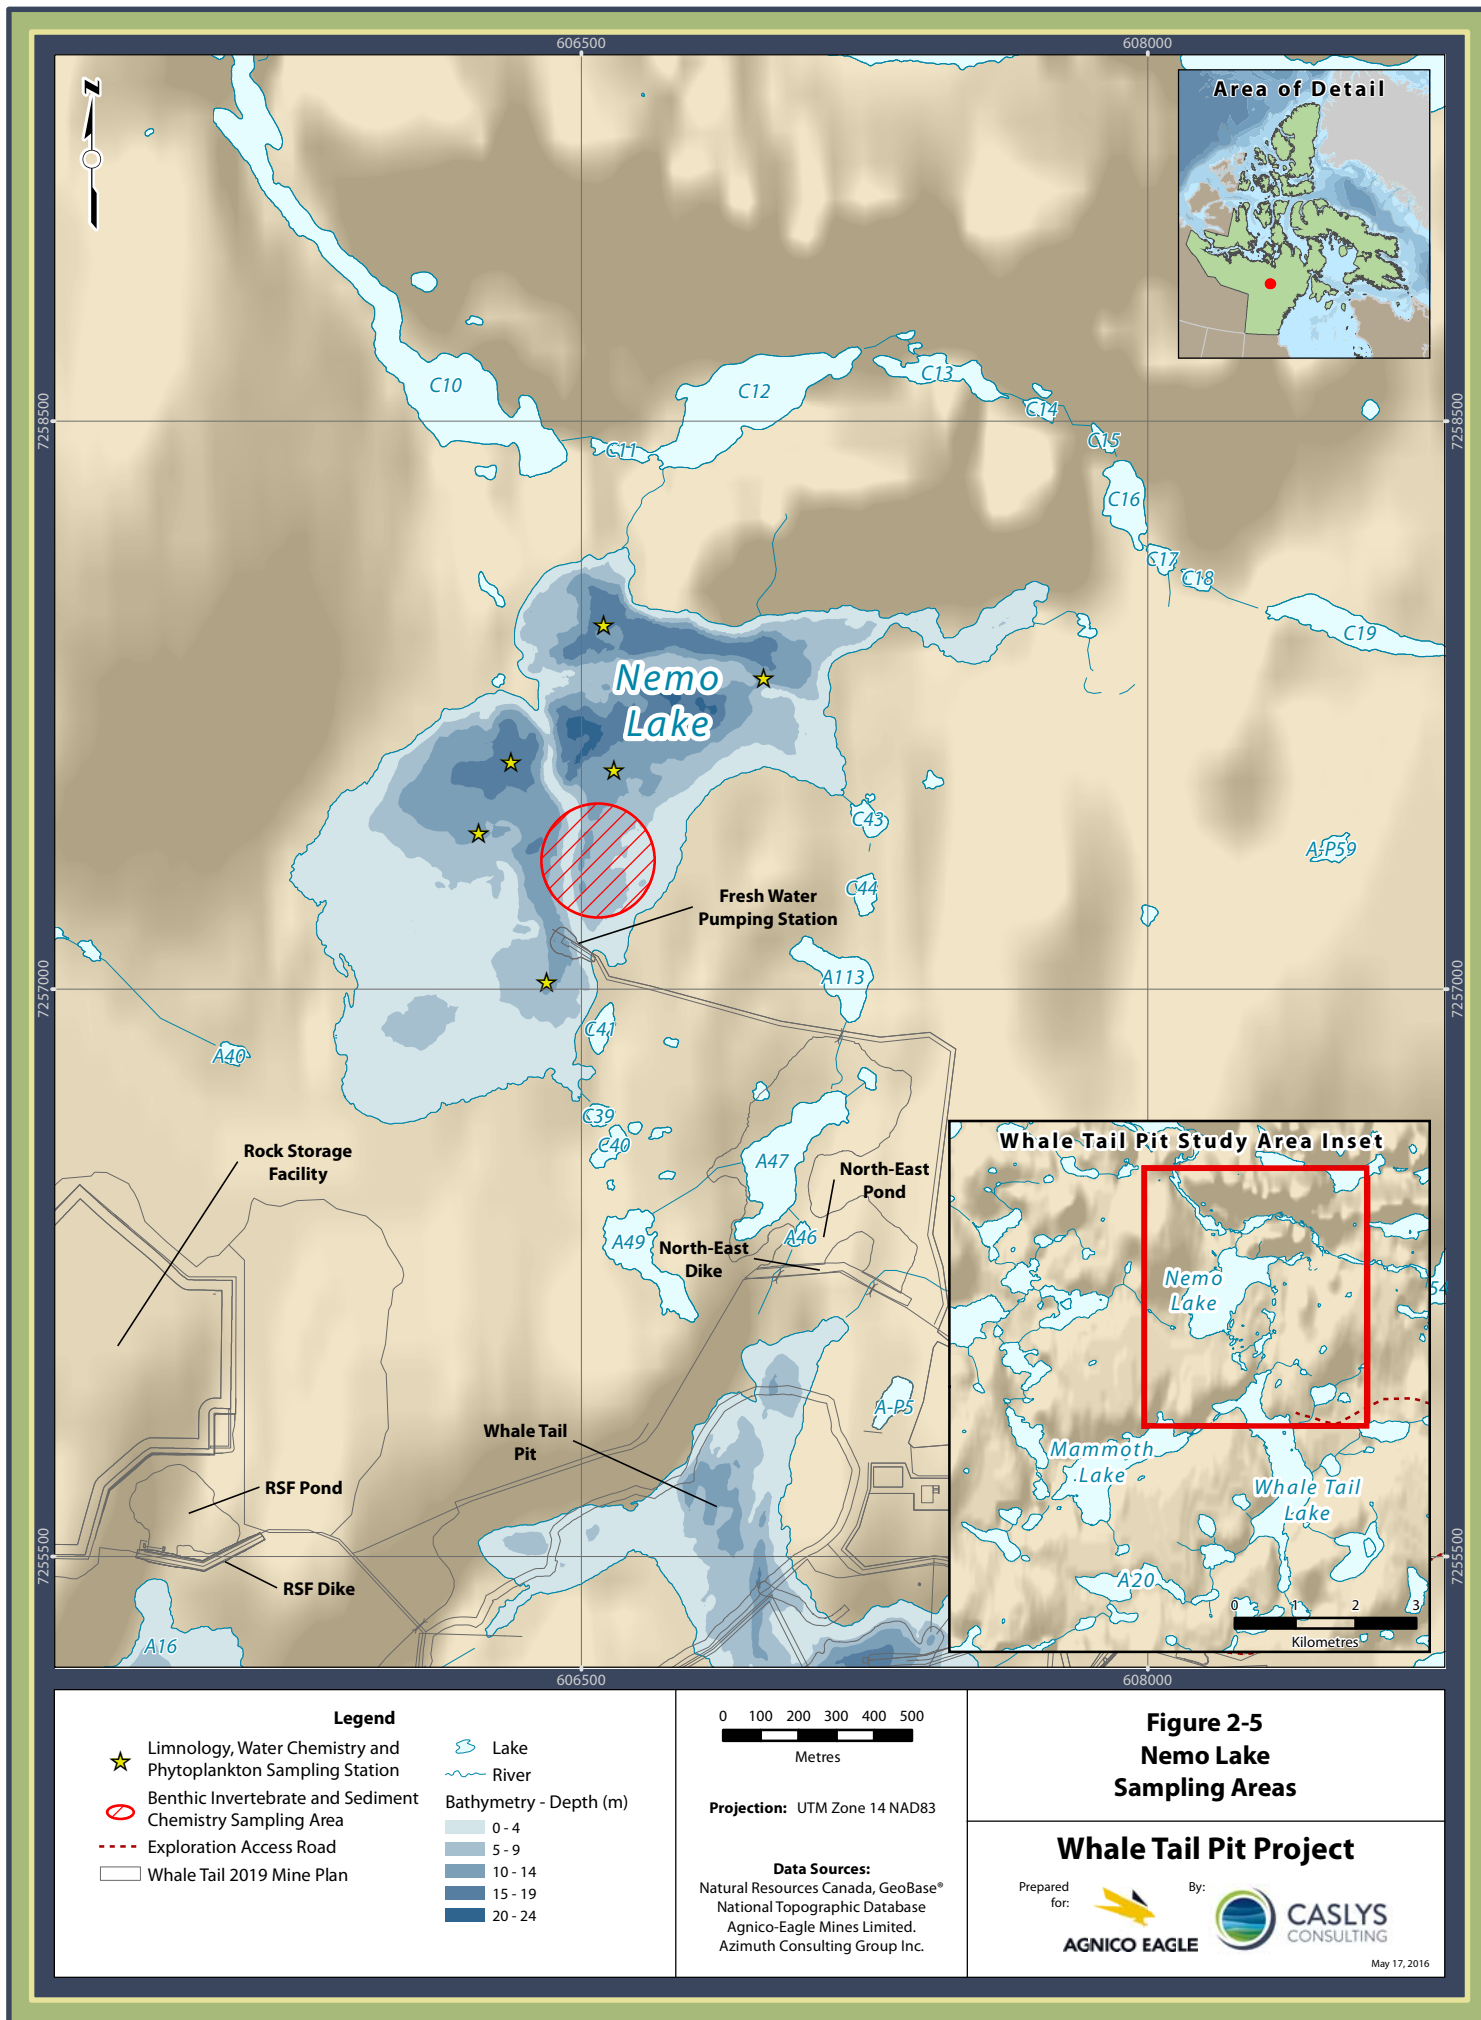 606500
608000
N
Area of Detail
C10
C12
C13
C14
7258500
7258500
C11
C15
C16
C17
C18
C19
Nemo
Lake
C43
A-P59
C44
Fresh Water
Pumping Station
A113
7257000
7257000
C41
A40
C39
C40
Rock Storage
Facility
A47
North-East
Pond
A46
A49
North-East
Dike
Whale Tail Pit Study Area Inset
Nemo
Lake
54
Mammoth
Lake
Whale Tail
Lake
A20
0 1 2 3
Kilometres
A-P5
Whale Tail
Pit
RSF Pond
7255500
7255500
RSF Dike
A16
606500
608000
Legend
Limnology, Water Chemistry and
Phytoplankton Sampling Station
Benthic Invertebrate and Sediment
Chemistry Sampling Area
Exploration Access Road
Whale Tail 2019 Mine Plan
Lake
River
Bathymetry - Depth (m)
0 - 4
5 - 9
10 - 14
15 - 19
20 - 24
0 100 200 300 400 500
Metres
Projection: UTM Zone 14 NAD83
Data Sources:
Natural Resources Canada, GeoBase®
National Topographic Database
Agnico-Eagle Mines Limited.
Azimuth Consulting Group Inc.
Figure 2-5
Nemo Lake
Sampling Areas
Whale Tail Pit Project
Prepared
for:
AGNICO EAGLE
By:
CASLYS
CONSULTING
May 17, 2016